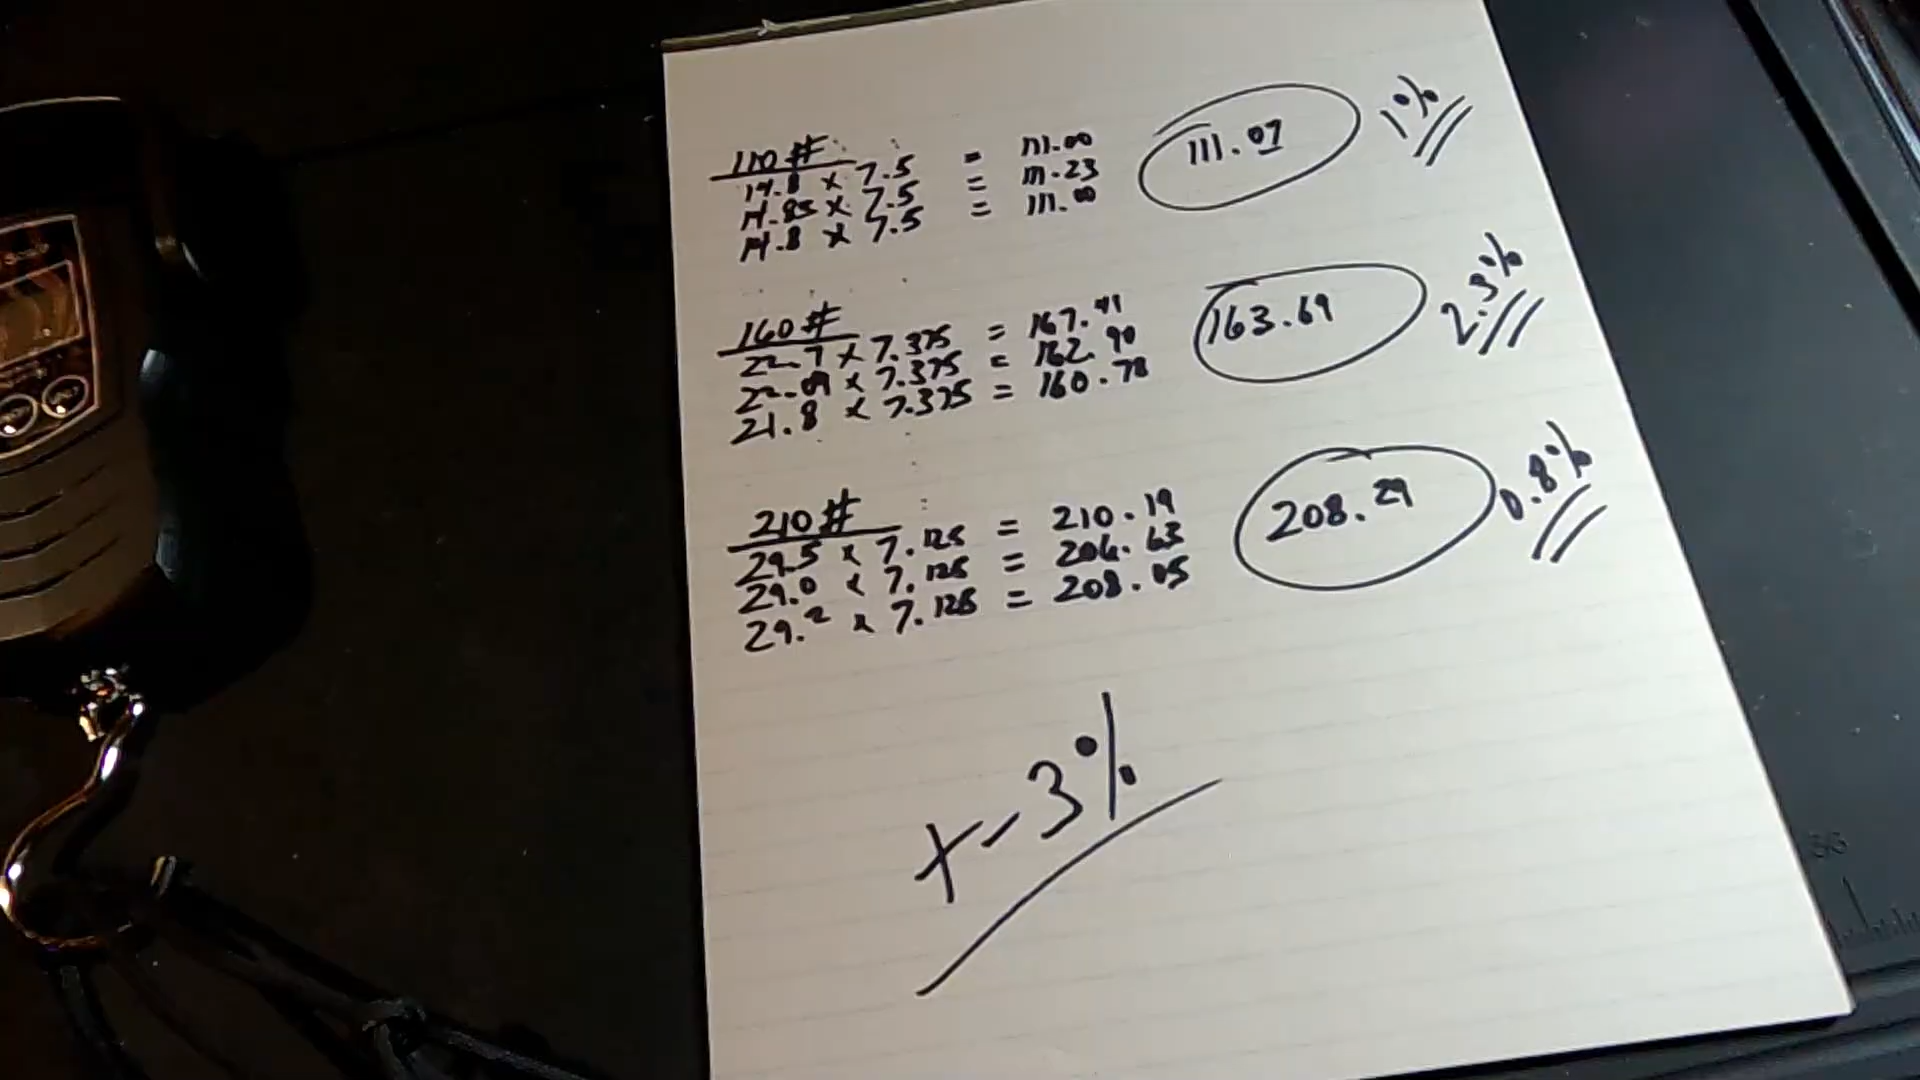 110#
14.8 x 7.5 = 111.00
14.83 x 7.5 = 111.23
14.8 x 7.5 = 111.00
111.07
1%
160#
22.7 x 7.375 = 167.41
22.09 x 7.375 = 162.90
21.8 x 7.375 = 160.78
163.69
2.3%
210#
29.5 x 7.125 = 210.19
29.0 x 7.125 = 206.63
29.2 x 7.125 = 208.05
208.29
0.8%
+-3%
36